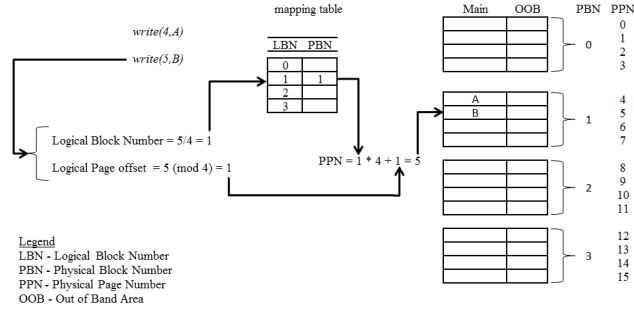 mapping table
Main OOB PBN PPN
write(4,A)
write(5,B)
LBN PBN
0
1 1
2
3
0
0
1
2
3
A
B
1
4
5
6
7
Logical Block Number = 5/4 = 1
Logical Page offset = 5 (mod 4) = 1
PPN = 1 * 4 + 1 = 5
2
8
9
10
11
3
12
13
14
15
Legend
LBN - Logical Block Number
PBN - Physical Block Number
PPN - Physical Page Number
OOB - Out of Band Area